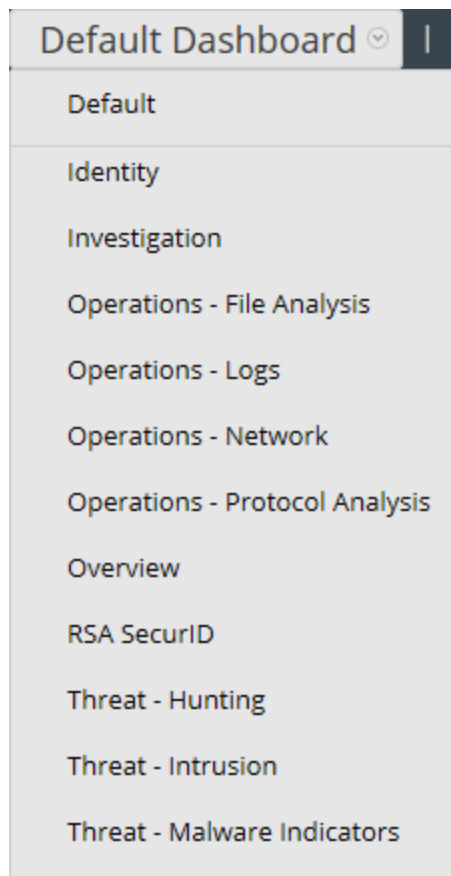 Default Dashboard
Default
Identity
Investigation
Operations - File Analysis
Operations - Logs
Operations - Network
Operations - Protocol Analysis
Overview
RSA SecurID
Threat - Hunting
Threat - Intrusion
Threat - Malware Indicators